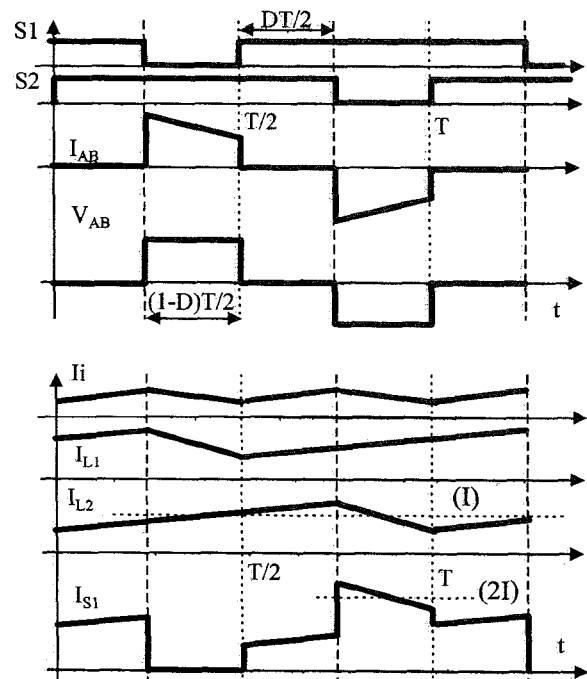 DT/2
S1
S2
T/2
T
I_AB
V_AB
(1-D)T/2
t
Ii
I_L1
I_L2
(I)
T/2
T
I_S1
(2I)
t